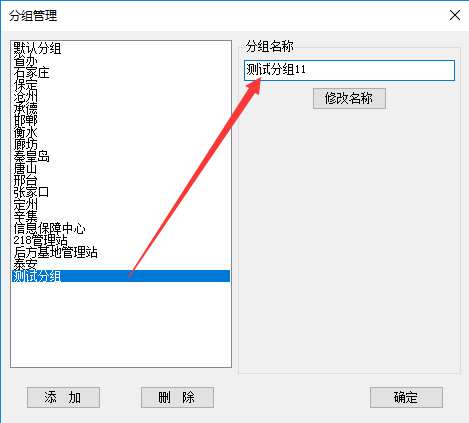 分组管理
默认分组
省办
石家庄
保定
沧州
承德
邯郸
衡水
廊坊
秦皇岛
唐山
邢台
张家口
定州
辛集
信息保障中心
218管理站
后方基地管理站
泰安
测试分组
分组名称
测试分组11
修改名称
添 加
删 除
确定